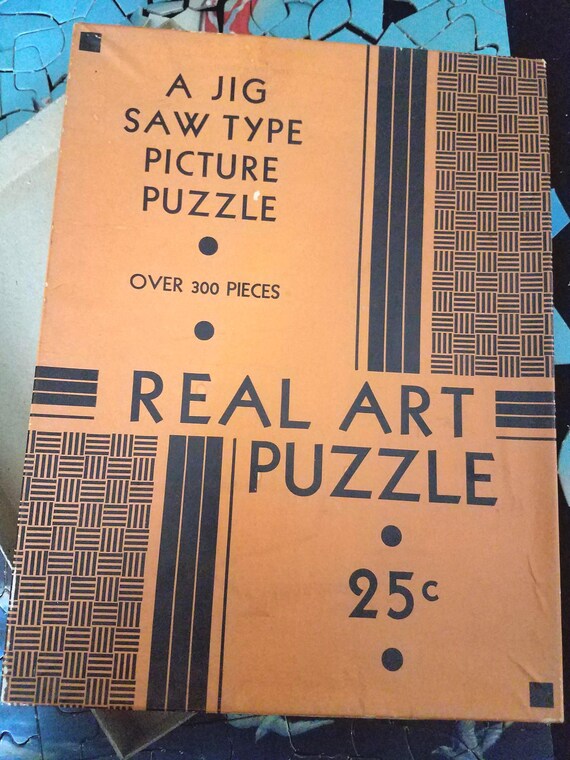 A JIG
SAW TYPE
PICTURE
PUZZLE
OVER 300 PIECES
REAL ART
PUZZLE
25c